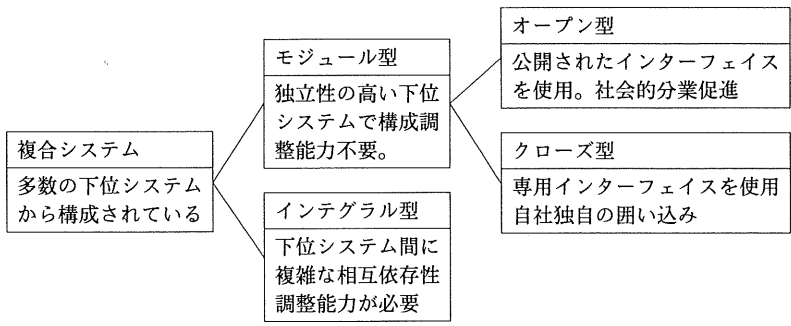 複合システム
多数の下位システム
から構成されている
モジュール型
独立性の高い下位
システムで構成調
整能力不要。
インテグラル型
下位システム間に
複雑な相互依存性
調整能力が必要
オープン型
公開されたインターフェイス
を使用。社会的分業促進
クローズ型
専用インターフェイスを使用
自社独自の囲い込み